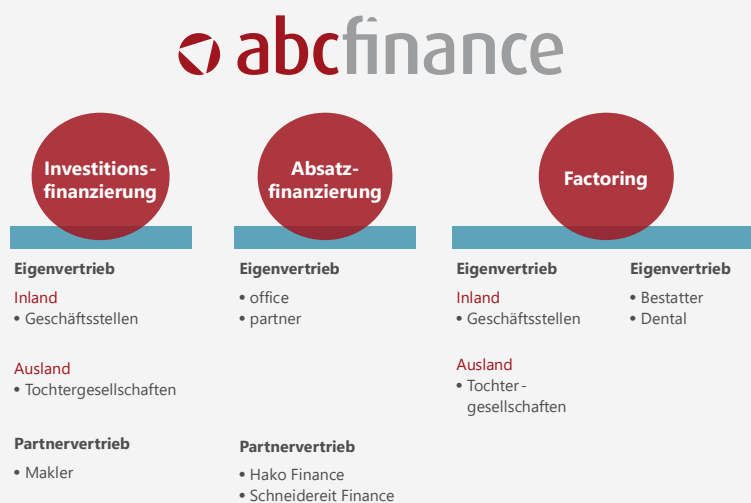 abcfinance
Investitions-
finanzierung
Eigenvertrieb
Inland
• Geschäftsstellen
Ausland
• Tochtergesellschaften
Partnervertrieb
• Makler
Absatz-
finanzierung
Eigenvertrieb
• office
• partner
Partnervertrieb
• Hako Finance
• Schneidereit Finance
Factoring
Eigenvertrieb
Inland
• Geschäftsstellen
Ausland
• Tochter-
gesellschaften
Eigenvertrieb
• Bestatter
• Dental